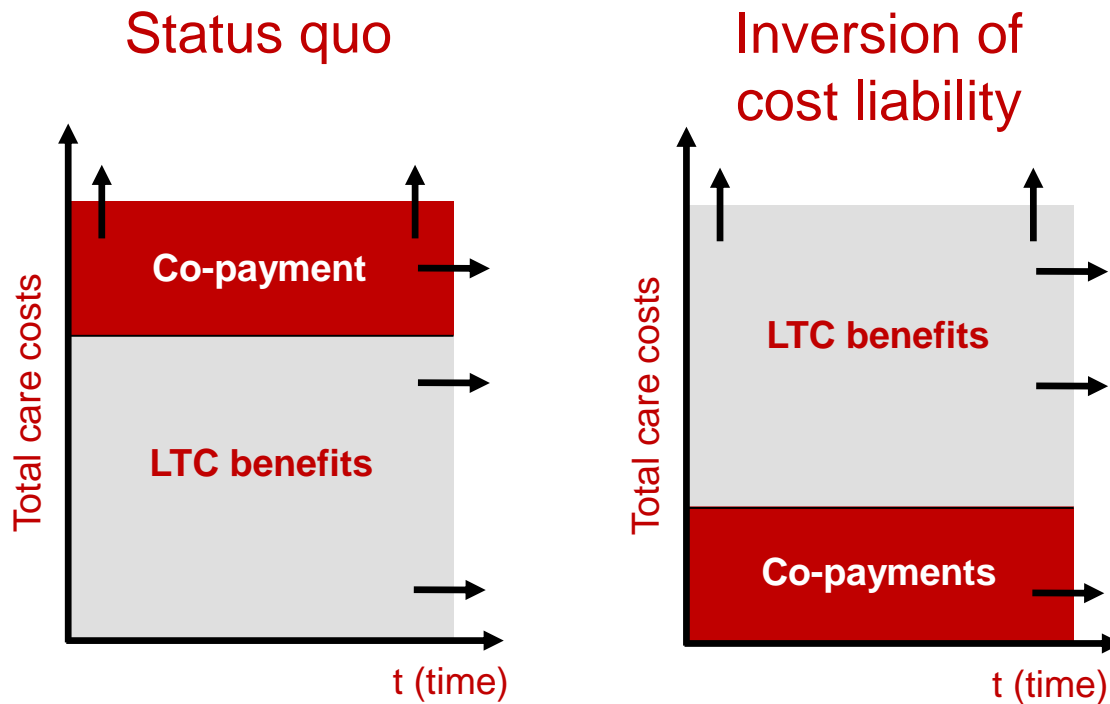 Status quo
Total care costs
Co-payment
LTC benefits
t (time)
Inversion of
cost liability
Total care costs
LTC benefits
Co-payments
t (time)